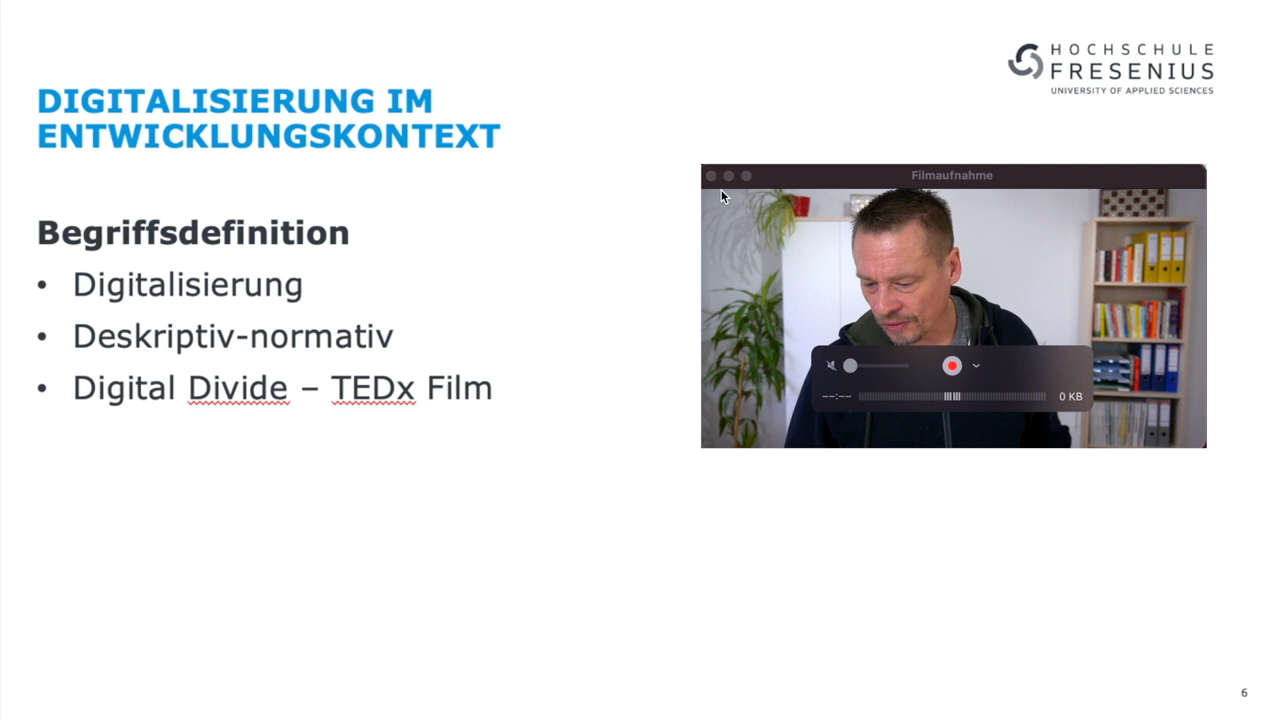 HOCHSCHULE
FRESENIUS
UNIVERSITY OF APPLIED SCIENCES
DIGITALISIERUNG IM
ENTWICKLUNGSKONTEXT
Filmaufnahme
Begriffsdefinition
• Digitalisierung
• Deskriptiv-normativ
• Digital Divide – TEDx Film
--:--
0 KB
6